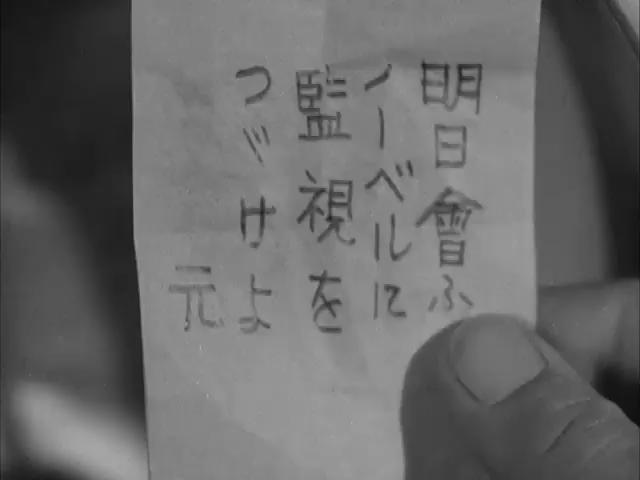 明日會ふ
ノーベルに
監視を
つゞけよ
元